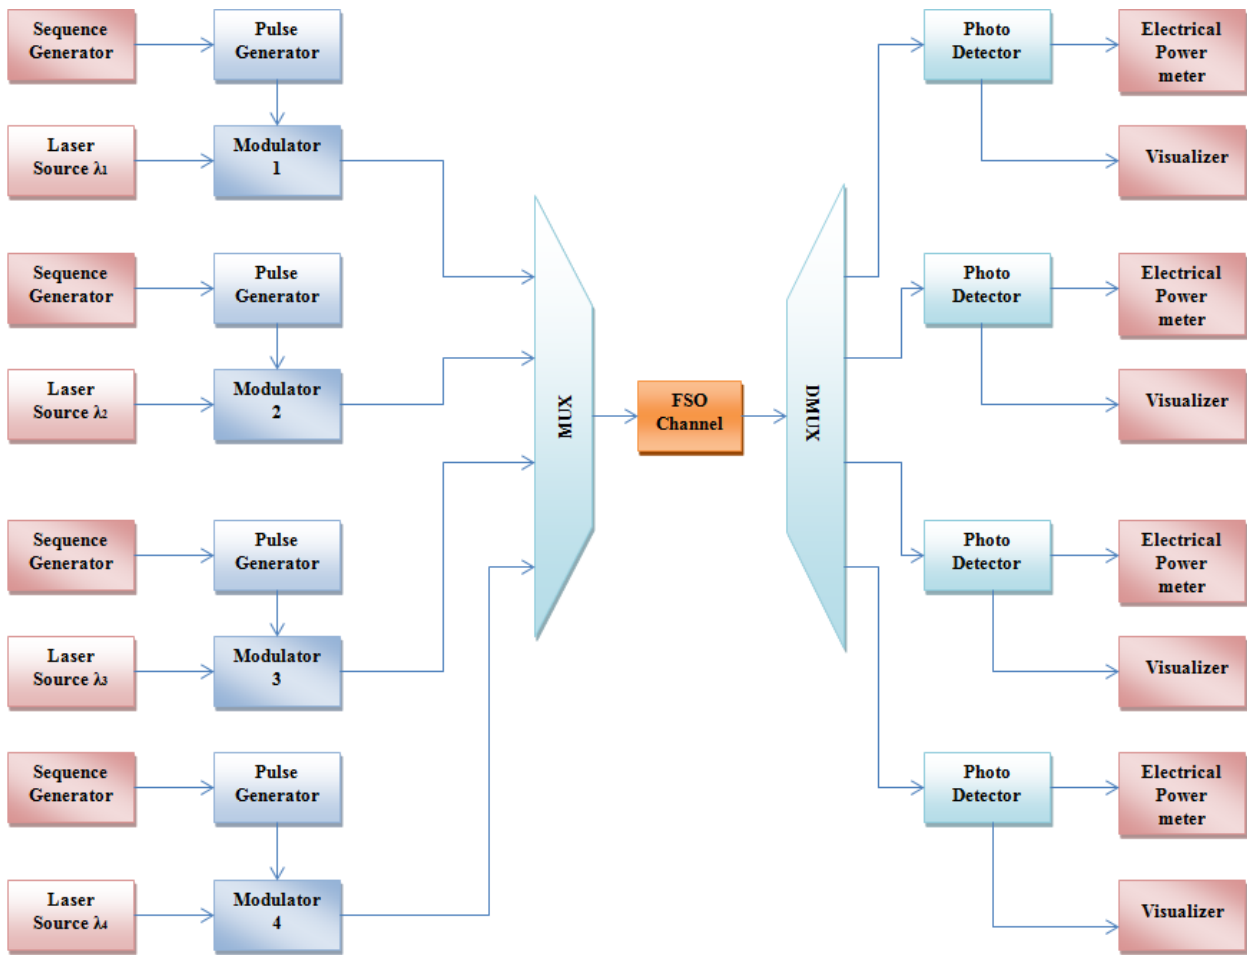 Sequence
Generator
Pulse
Generator
Laser
Source λ1
Modulator
1
Sequence
Generator
Pulse
Generator
Laser
Source λ2
Modulator
2
Sequence
Generator
Pulse
Generator
Laser
Source λ3
Modulator
3
Sequence
Generator
Pulse
Generator
Laser
Source λ4
Modulator
4
MUX
FSO
Channel
DMUX
Photo
Detector
Electrical
Power
meter
Visualizer
Photo
Detector
Electrical
Power
meter
Visualizer
Photo
Detector
Electrical
Power
meter
Visualizer
Photo
Detector
Electrical
Power
meter
Visualizer